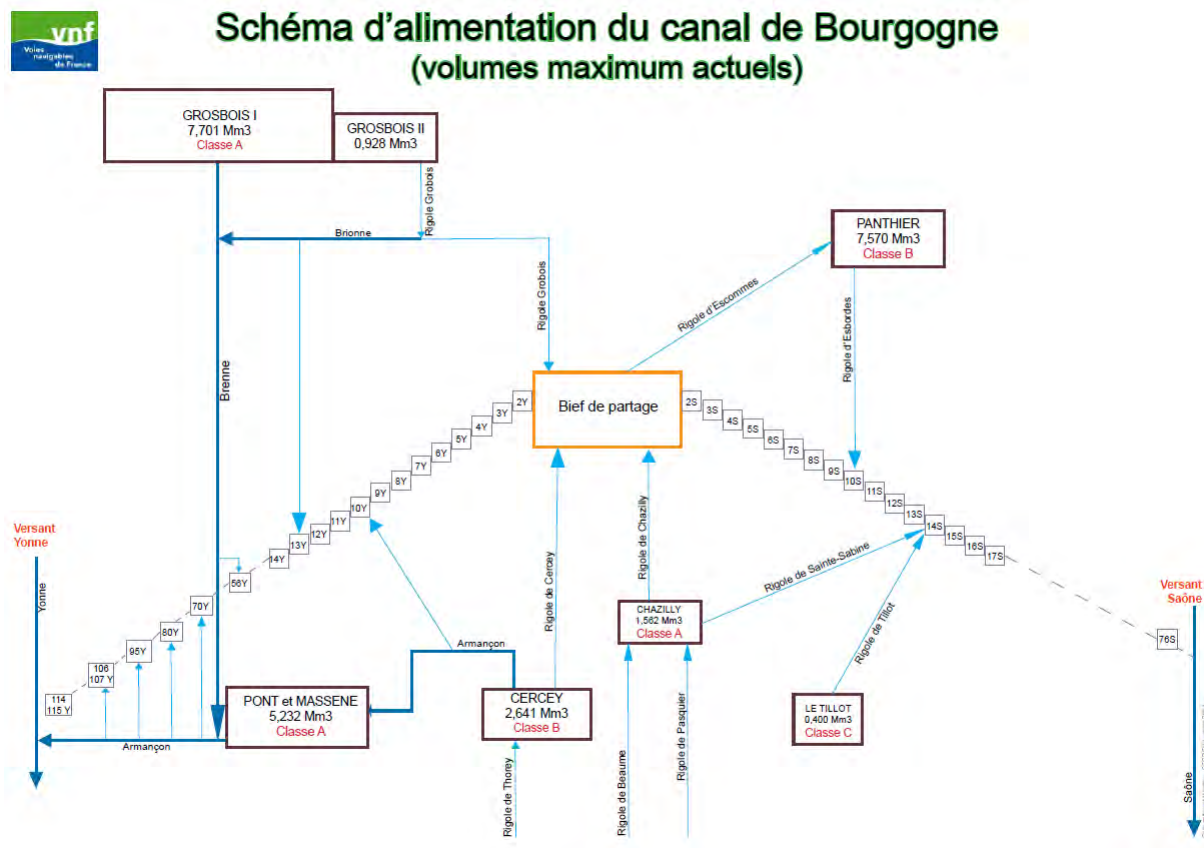 vnf
Voies
navigables
de France
Schéma d'alimentation du canal de Bourgogne
(volumes maximum actuels)
GROSBOIS I
7,701 Mm3
Classe A
GROSBOIS II
0,928 Mm3
Rigole Grobois
Brionne
Rigole Grobois
PANTHIER
7,570 Mm3
Classe B
Rigole d'Escommes
Rigole d'Esbordes
Brenne
Bief de partage
2Y
3Y
4Y
5Y
6Y
7Y
8Y
9Y
10Y
11Y
12Y
13Y
14Y
56Y
70Y
80Y
95Y
106
107 Y
114
115 Y
2S
3S
4S
5S
6S
7S
8S
9S
10S
11S
12S
13S
14S
15S
16S
17S
76S
Versant
Yonne
Yonne
Versant
Saône
Saône
Rigole de Cercey
Rigole de Chazilly
Rigole de Sainte-Sabine
Rigole de Tillot
CHAZILLY
1,562 Mm3
Classe A
Armançon
PONT et MASSENE
5,232 Mm3
Classe A
CERCEY
2,641 Mm3
Classe B
LE TILLOT
0,400 Mm3
Classe C
Armançon
Rigole de Thorey
Rigole de Beaume
Rigole de Pasquier